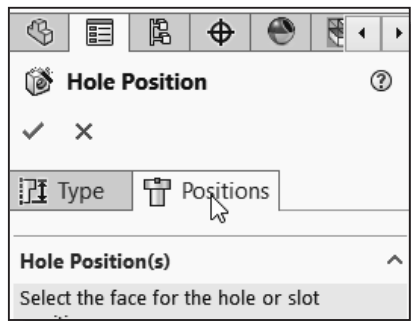 Hole Position
Type
Positions
Hole Position(s)
Select the face for the hole or slot